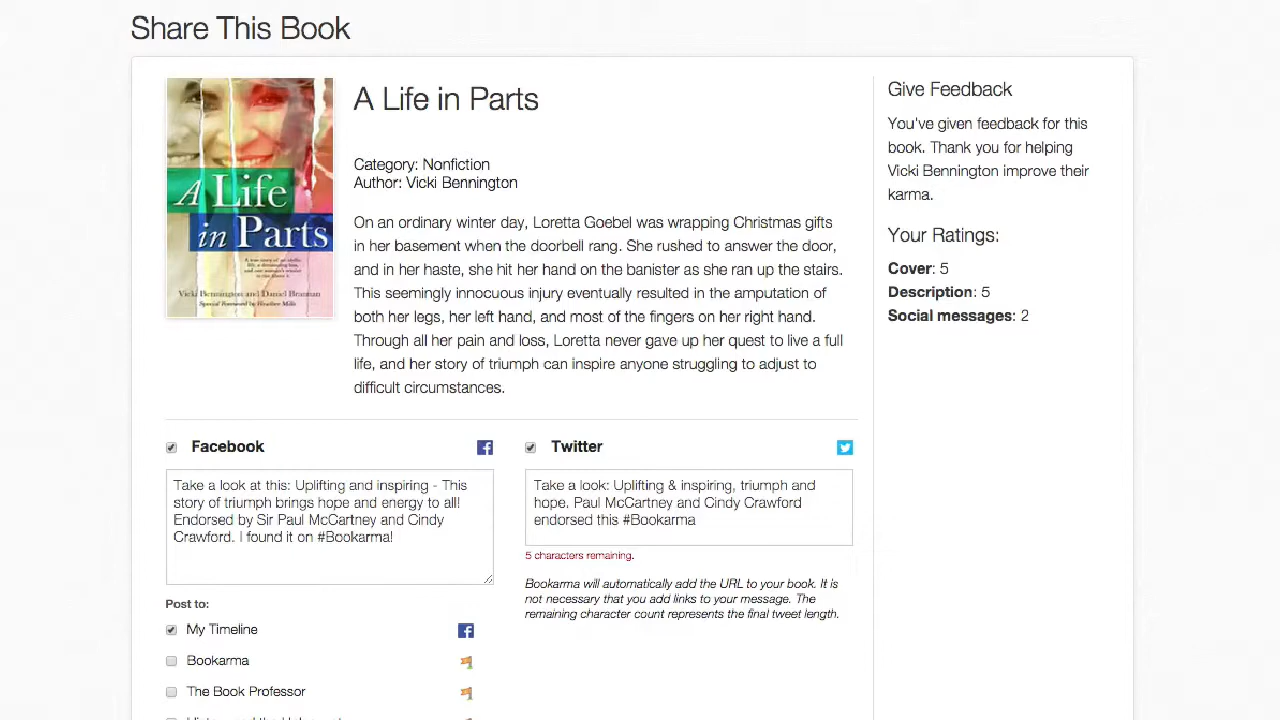 Share This Book
A Life in Parts
Category: Nonfiction
Author: Vicki Bennington
On an ordinary winter day, Loretta Goebel was wrapping Christmas gifts
in her basement when the doorbell rang. She rushed to answer the door,
and in her haste, she hit her hand on the banister as she ran up the stairs.
This seemingly innocuous injury eventually resulted in the amputation of
both her legs, her left hand, and most of the fingers on her right hand.
Through all her pain and loss, Loretta never gave up her quest to live a full
life, and her story of triumph can inspire anyone struggling to adjust to
difficult circumstances.
A Life
in Parts
Vicki Bennington and Daniel Brannan
Special Foreword by Heather Mills
Give Feedback
You've given feedback for this
book. Thank you for helping
Vicki Bennington improve their
karma.
Your Ratings:
Cover: 5
Description: 5
Social messages: 2
Facebook
Take a look at this: Uplifting and inspiring - This
story of triumph brings hope and energy to all!
Endorsed by Sir Paul McCartney and Cindy
Crawford. I found it on #Bookarma!
Post to:
My Timeline
Bookarma
The Book Professor
Twitter
Take a look: Uplifting & inspiring, triumph and
hope. Paul McCartney and Cindy Crawford
endorsed this #Bookarma
5 characters remaining.
Bookarma will automatically add the URL to your book. It is
not necessary that you add links to your message. The
remaining character count represents the final tweet length.